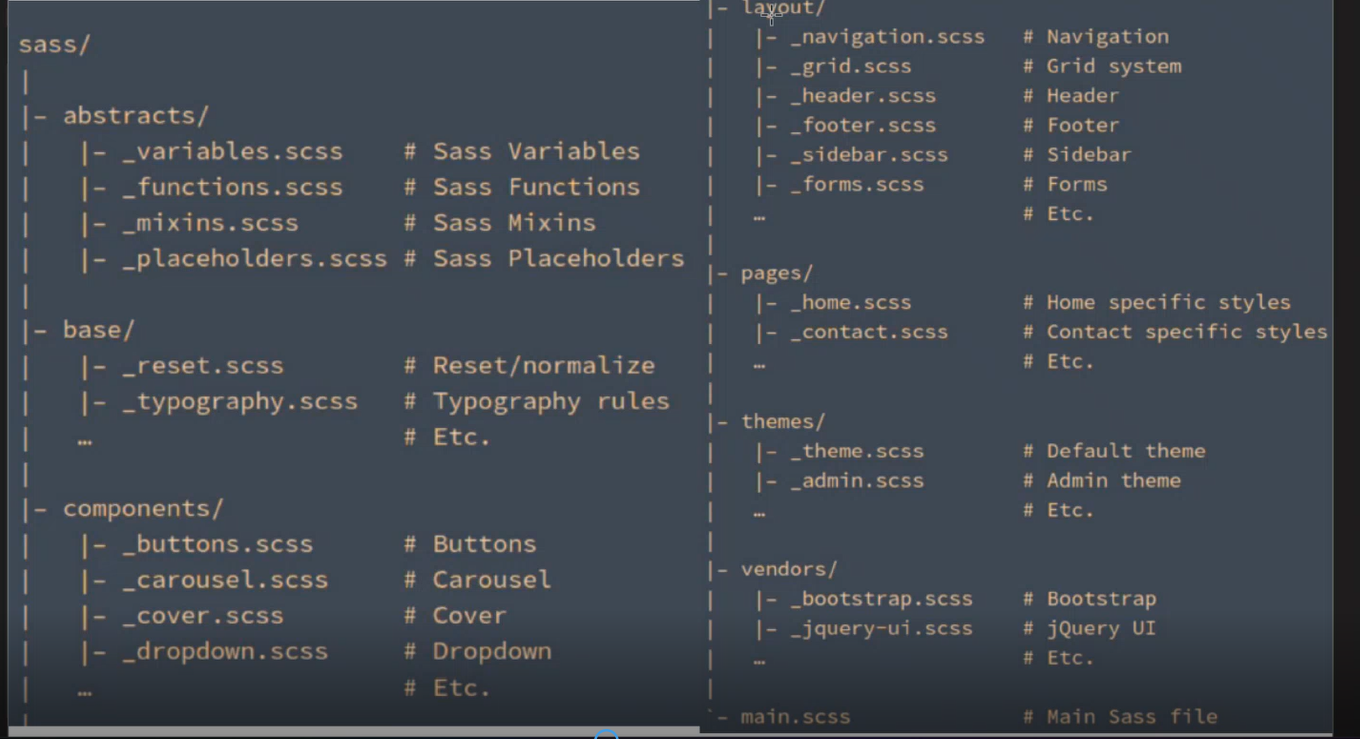 sass/
|
|- abstracts/
|   |- _variables.scss    # Sass Variables
|   |- _functions.scss    # Sass Functions
|   |- _mixins.scss       # Sass Mixins
|   |- _placeholders.scss # Sass Placeholders
|
|- base/
|   |- _reset.scss        # Reset/normalize
|   |- _typography.scss   # Typography rules
|   …                     # Etc.
|
|- components/
|   |- _buttons.scss      # Buttons
|   |- _carousel.scss     # Carousel
|   |- _cover.scss        # Cover
|   |- _dropdown.scss     # Dropdown
|   …                     # Etc.
|
|- layout/
|   |- _navigation.scss   # Navigation
|   |- _grid.scss         # Grid system
|   |- _header.scss       # Header
|   |- _footer.scss       # Footer
|   |- _sidebar.scss      # Sidebar
|   |- _forms.scss        # Forms
|   …                     # Etc.
|
|- pages/
|   |- _home.scss         # Home specific styles
|   |- _contact.scss      # Contact specific styles
|   …                     # Etc.
|
|- themes/
|   |- _theme.scss        # Default theme
|   |- _admin.scss        # Admin theme
|   …                     # Etc.
|
|- vendors/
|   |- _bootstrap.scss    # Bootstrap
|   |- _jquery-ui.scss    # jQuery UI
|   …                     # Etc.
|
`- main.scss              # Main Sass file